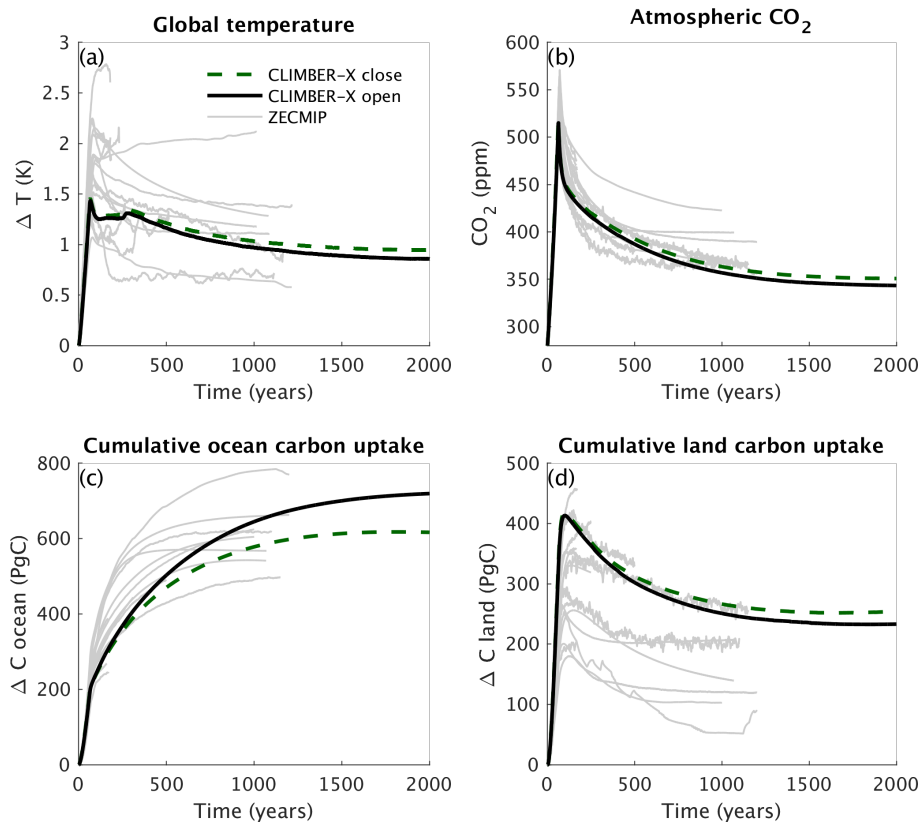 Global temperature
(a)
CLIMBER-X close
CLIMBER-X open
ZECMIP
Δ T (K)
3
2.5
2
1.5
1
0.5
0
0 500 1000 1500 2000
Time (years)
Atmospheric CO2
(b)
CO2 (ppm)
600
550
500
450
400
350
300
0 500 1000 1500 2000
Time (years)
Cumulative ocean carbon uptake
(c)
Δ C ocean (PgC)
800
600
400
200
0
0 500 1000 1500 2000
Time (years)
Cumulative land carbon uptake
(d)
Δ C land (PgC)
500
400
300
200
100
0
0 500 1000 1500 2000
Time (years)